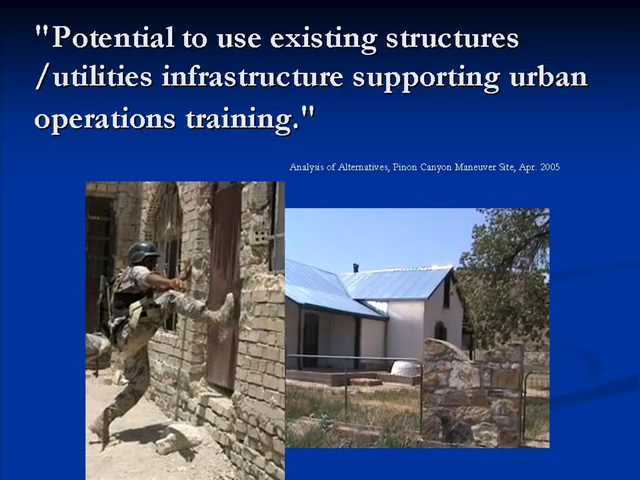 "Potential to use existing structures
/utilities infrastructure supporting urban
operations training."
Analysis of Alternatives, Pinon Canyon Maneuver Site, Apr. 2005